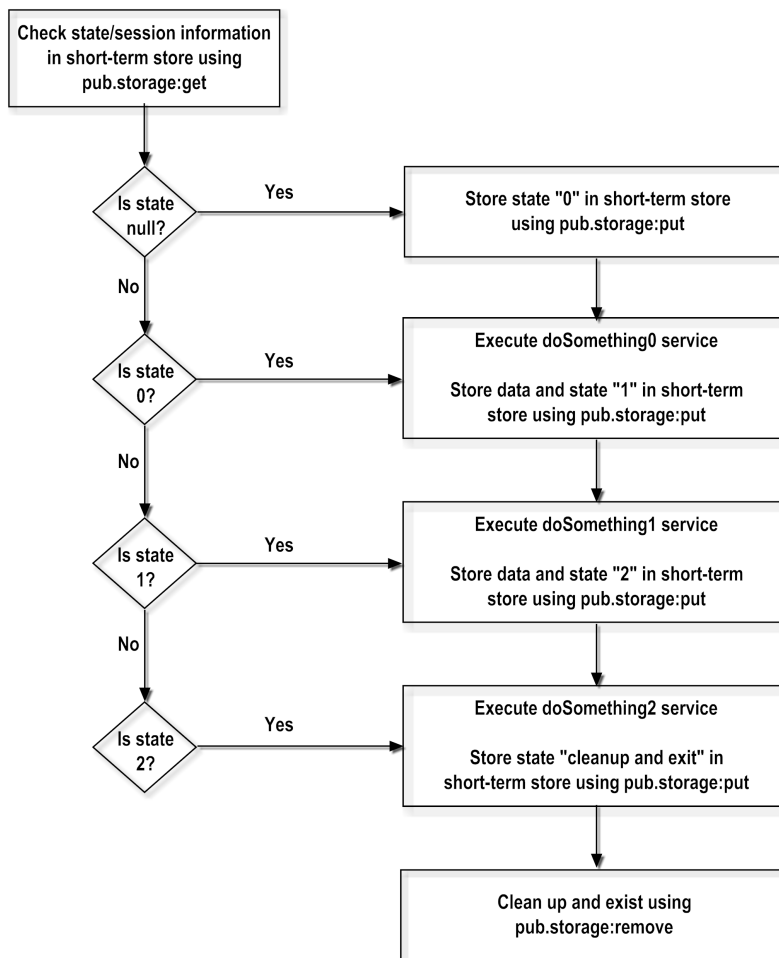 Check state/session information
in short-term store using
pub.storage:get
Is state
null?
Yes
Store state "0" in short-term store
using pub.storage:put
No
Is state
0?
Yes
Execute doSomething0 service
Store data and state "1" in short-term
store using pub.storage:put
No
Is state
1?
Yes
Execute doSomething1 service
Store data and state "2" in short-term
store using pub.storage:put
No
Is state
2?
Yes
Execute doSomething2 service
Store state "cleanup and exit" in
short-term store using pub.storage:put
Clean up and exist using
pub.storage:remove